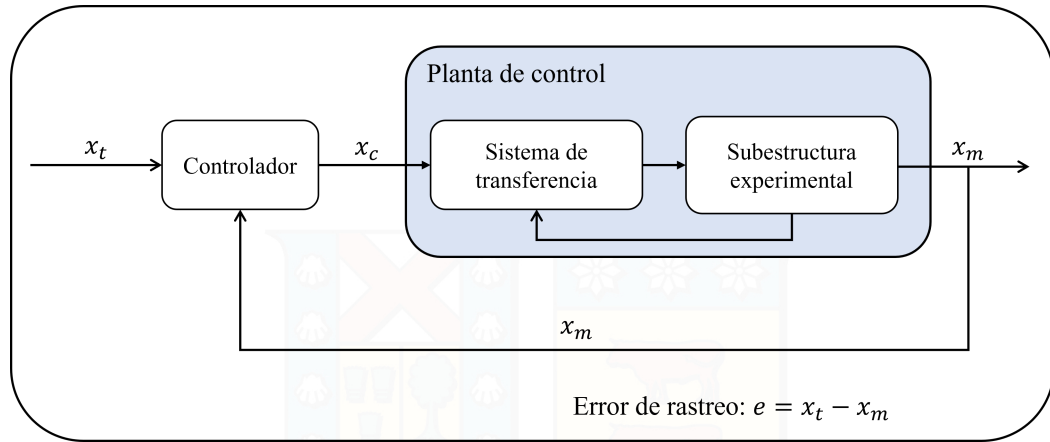 Planta de control
x_t
Controlador
x_c
Sistema de
transferencia
Subestructura
experimental
x_m
x_m
Error de rastreo: e = x_t − x_m